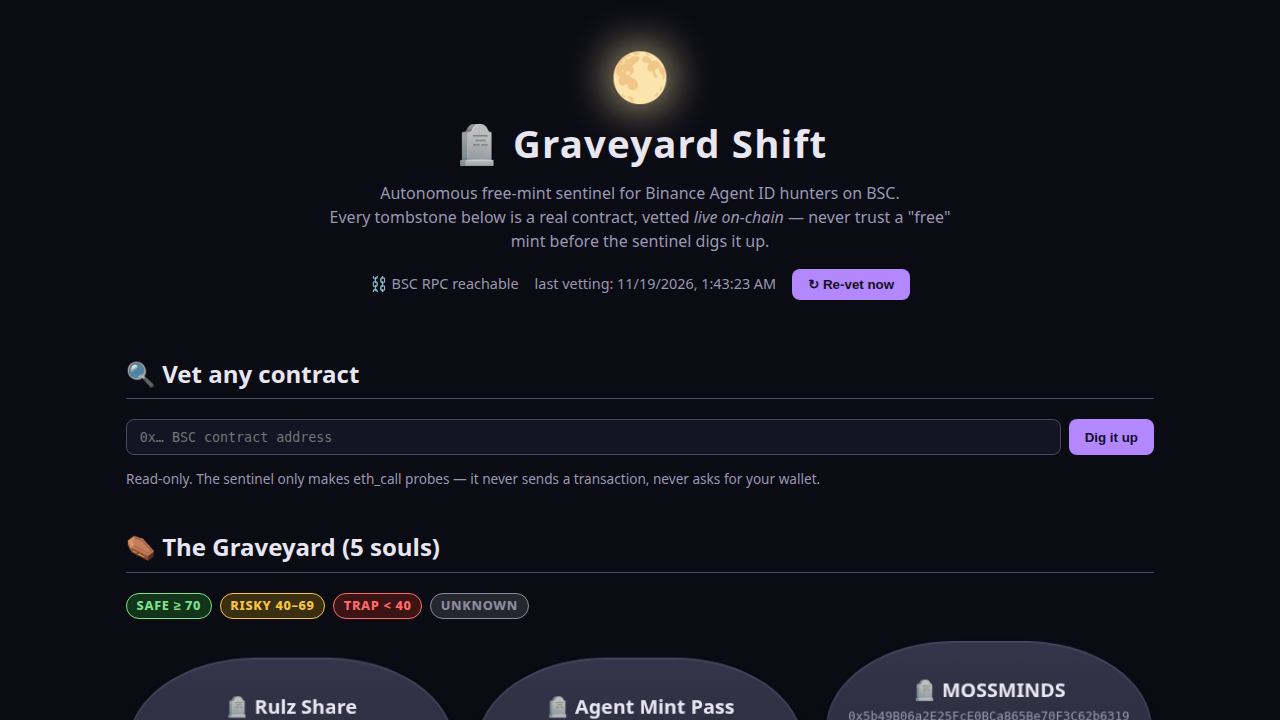 Graveyard Shift
Autonomous free-mint sentinel for Binance Agent ID hunters on BSC.
Every tombstone below is a real contract, vetted live on-chain — never trust a "free"
mint before the sentinel digs it up.
BSC RPC reachable last vetting: 11/19/2026, 1:43:23 AM ↻ Re-vet now
Vet any contract
0x… BSC contract address Dig it up
Read-only. The sentinel only makes eth_call probes — it never sends a transaction, never asks for your wallet.
The Graveyard (5 souls)
SAFE ≥ 70 RISKY 40–69 TRAP < 40 UNKNOWN
MOSSMINDS
Rulz Share Agent Mint Pass
0x5b49B06a2E25FcE0BCa865Be70F3C62b6319